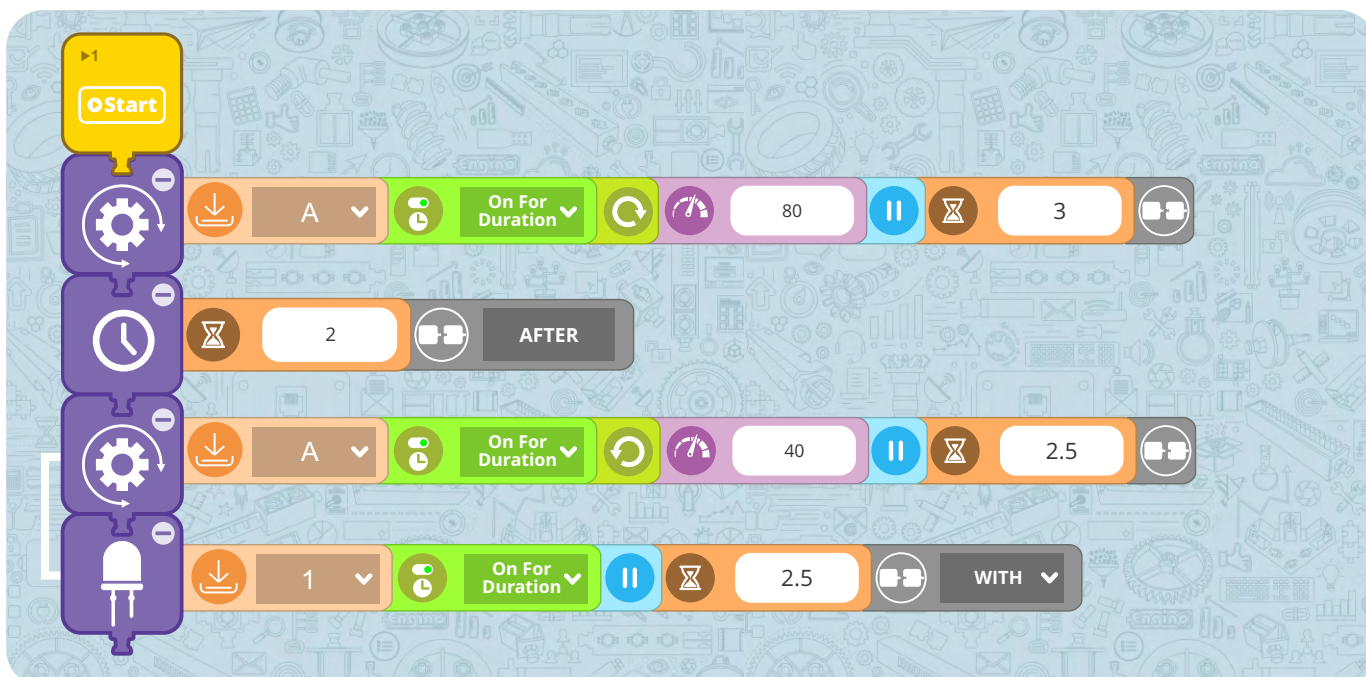 1
Start
A
On For
Duration
80
3
2
AFTER
A
On For
Duration
40
2.5
1
On For
Duration
2.5
WITH